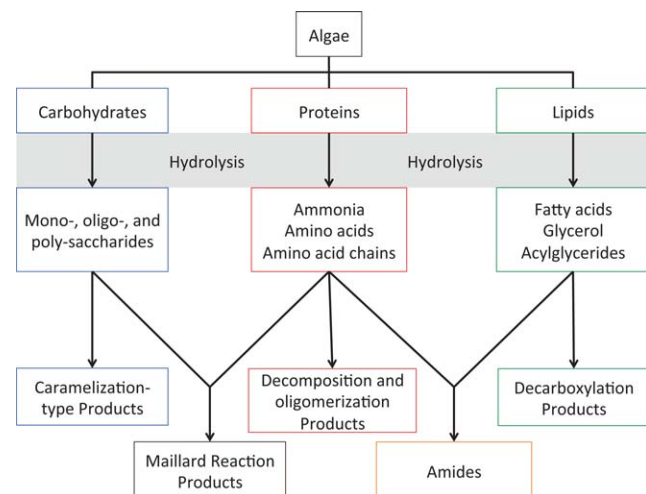 Algae
Carbohydrates
Proteins
Lipids
Hydrolysis
Hydrolysis
Mono-, oligo-, and
poly-saccharides
Ammonia
Amino acids
Amino acid chains
Fatty acids
Glycerol
Acylglycerides
Caramelization-
type Products
Decomposition and
oligomerization
Products
Decarboxylation
Products
Maillard Reaction
Products
Amides